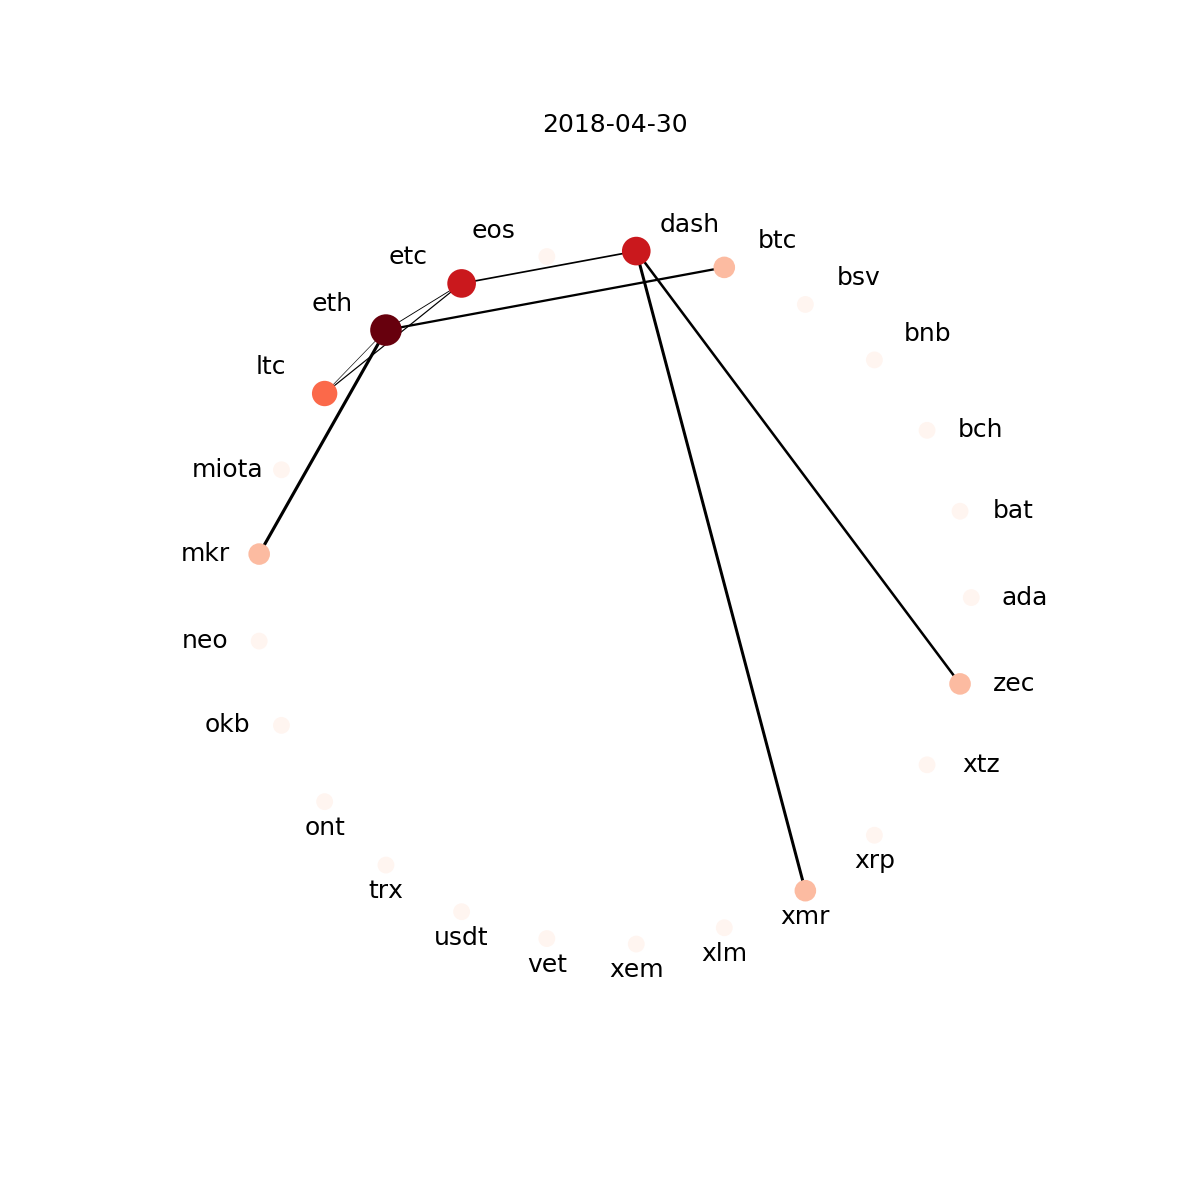 2018-04-30
dash
eos
btc
etc
bsv
eth
bnb
ltc
bch
miota
bat
mkr
ada
neo
zec
okb
xtz
ont
xrp
trx
xmr
usdt
xlm
vet
xem